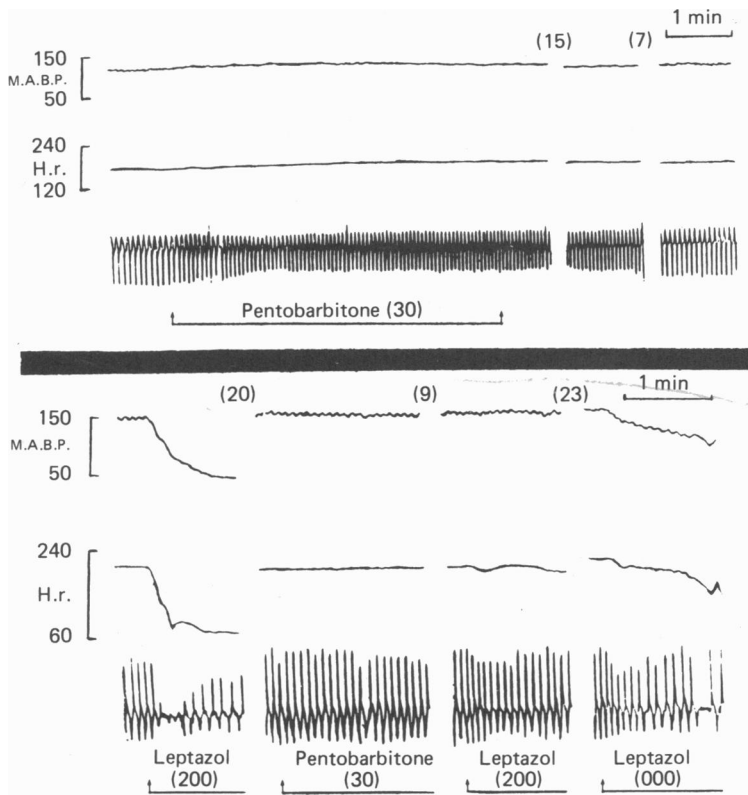 1 min
(15) (7)
150
M.A.B.P.
50
240
H.r.
120
Pentobarbitone (30)
(20) (9) (23) 1 min
150
M.A.B.P.
50
240
H.r.
60
Leptazol Pentobarbitone Leptazol Leptazol
(200) (30) (200) (000)